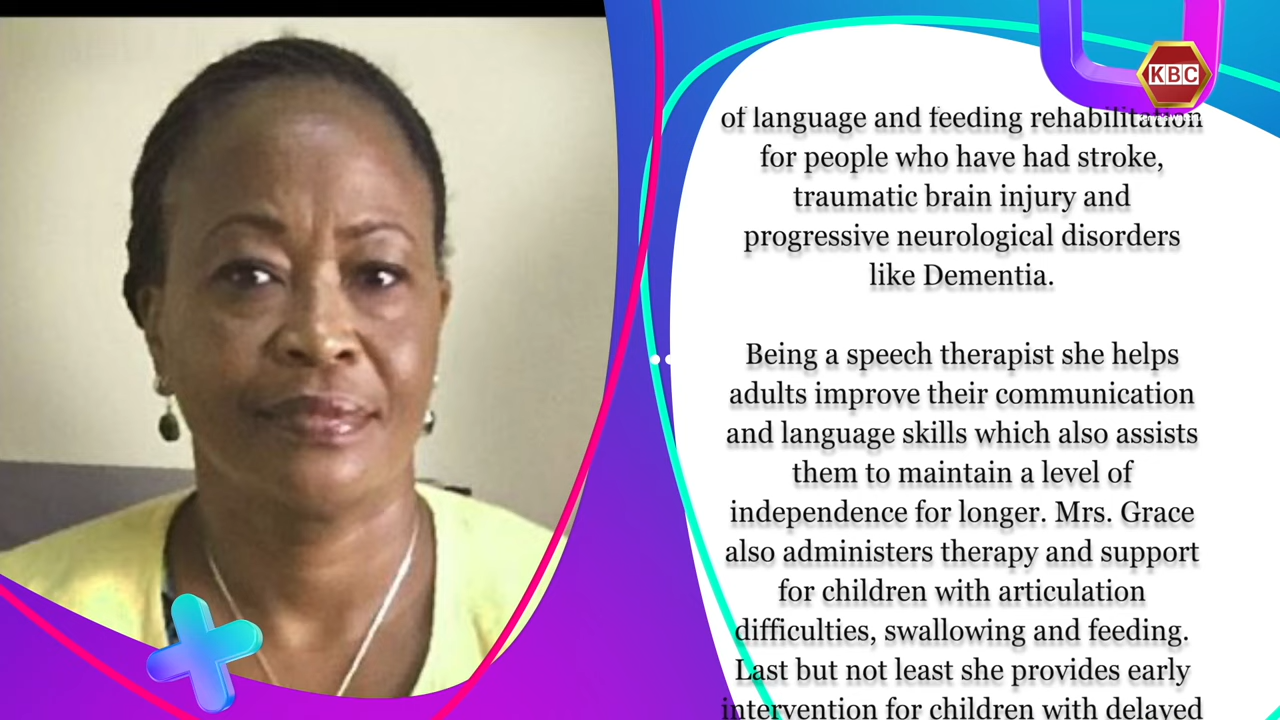 KBC
of language and feeding rehabilitation
for people who have had stroke,
traumatic brain injury and
progressive neurological disorders
like Dementia.
Being a speech therapist she helps
adults improve their communication
and language skills which also assists
them to maintain a level of
independence for longer. Mrs. Grace
also administers therapy and support
for children with articulation
difficulties, swallowing and feeding.
Last but not least she provides early
intervention for children with delayed